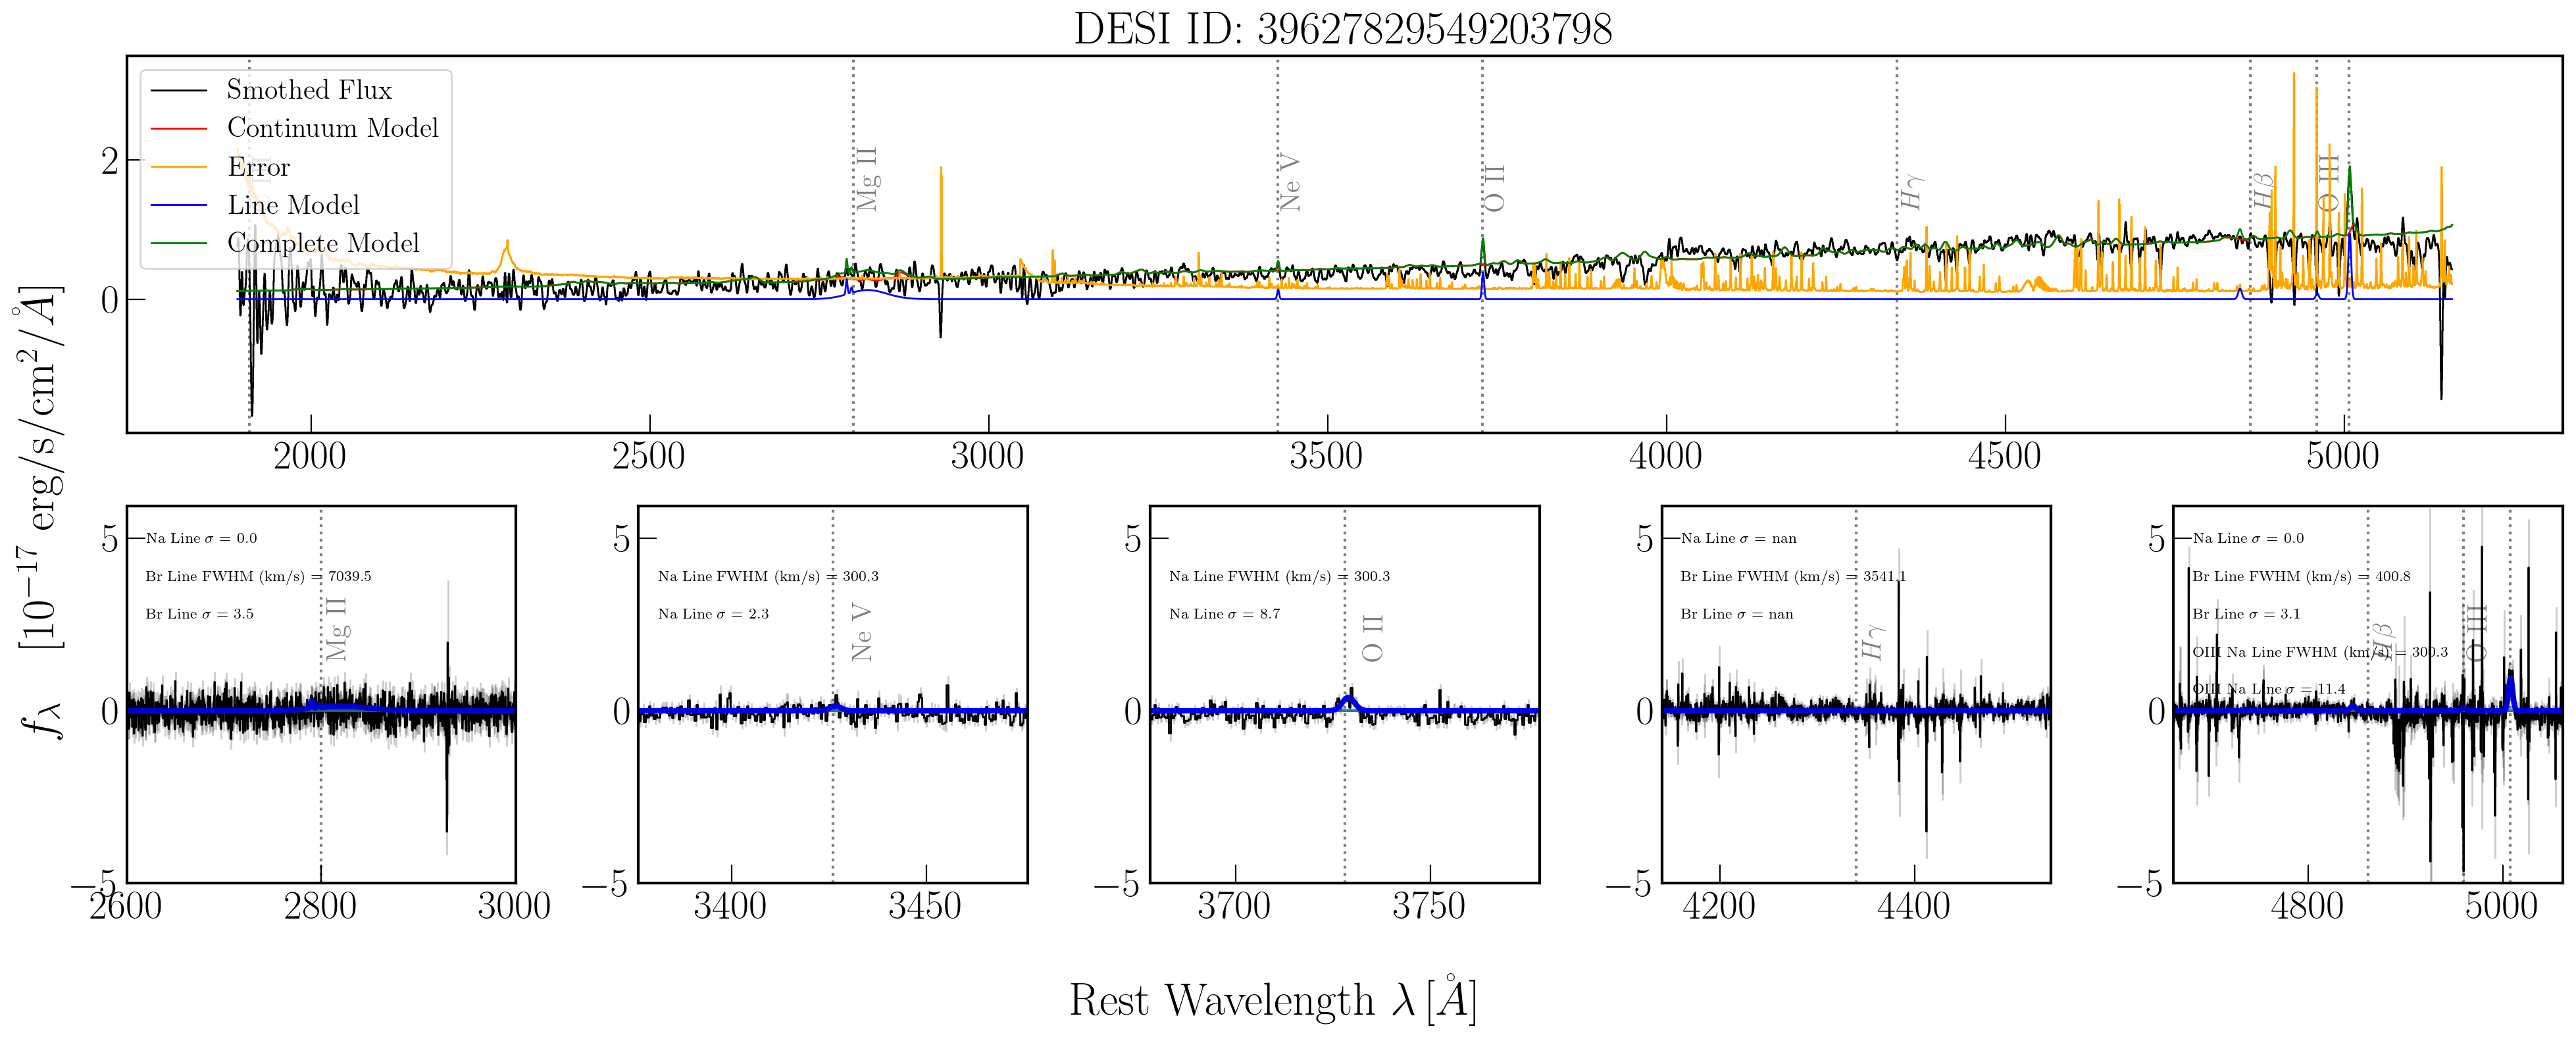 DESI ID: 39627829549203798
Smothed Flux
Continuum Model
Error
Line Model
Complete Model
Mg II
Ne V
O II
Hγ
Hβ
O III
2
0
2000
2500
3000
3500
4000
4500
5000
fλ [10−17 erg/s/cm2/Å]
Na Line σ = 0.0
Br Line FWHM (km/s) = 7039.5
Br Line σ = 3.5
Mg II
5
0
−5
2600
2800
3000
Na Line FWHM (km/s) = 300.3
Na Line σ = 2.3
Ne V
5
0
−5
3400
3450
Na Line FWHM (km/s) = 300.3
Na Line σ = 8.7
O II
5
0
−5
3700
3750
Na Line σ = nan
Br Line FWHM (km/s) = 3541.1
Br Line σ = nan
Hγ
5
0
−5
4200
4400
Na Line σ = 0.0
Br Line FWHM (km/s) = 400.8
Br Line σ = 3.1
OIII Na Line FWHM (km/s) = 300.3
OIII Na Line σ = 11.4
Hβ
O III
5
0
−5
4800
5000
Rest Wavelength λ [Å]